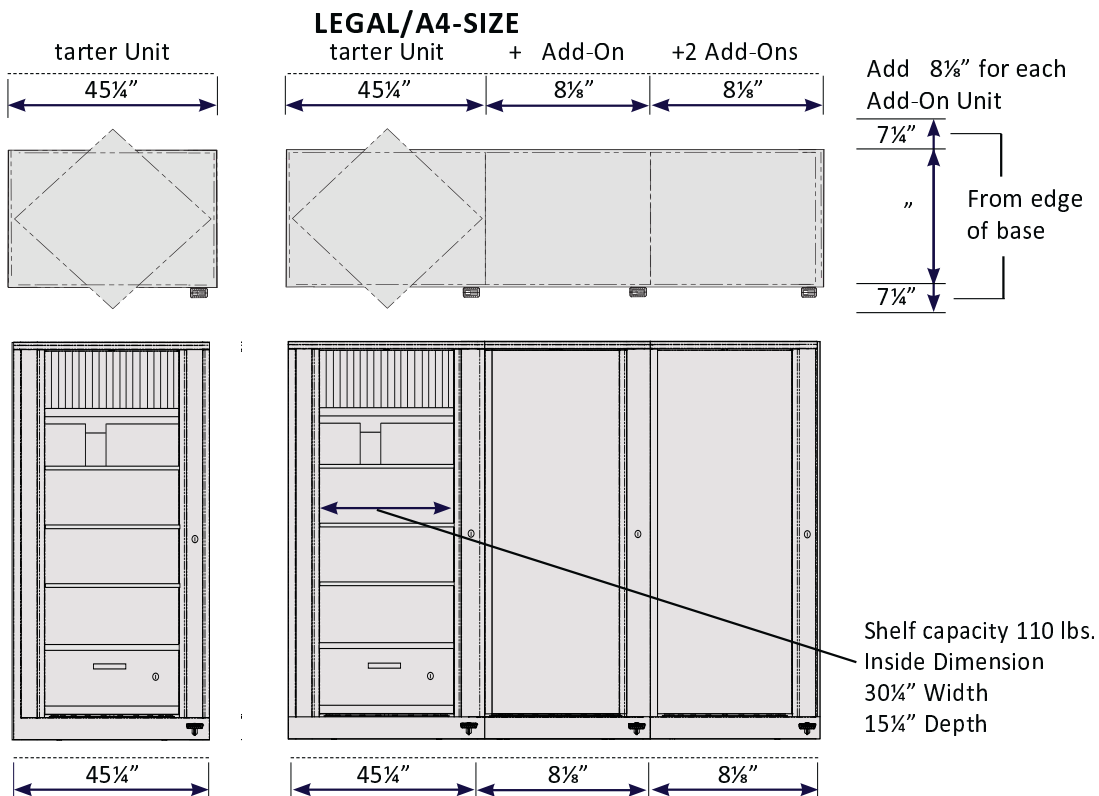 LEGAL/A4-SIZE
tarter Unit
tarter Unit + Add-On +2 Add-Ons
45¼”
45¼” 8⅛” 8⅛”
Add 8⅛” for each
Add-On Unit
7¼”
”
From edge
of base
7¼”
Shelf capacity 110 lbs.
Inside Dimension
30¼” Width
15¼” Depth
45¼”
45¼” 8⅛” 8⅛”